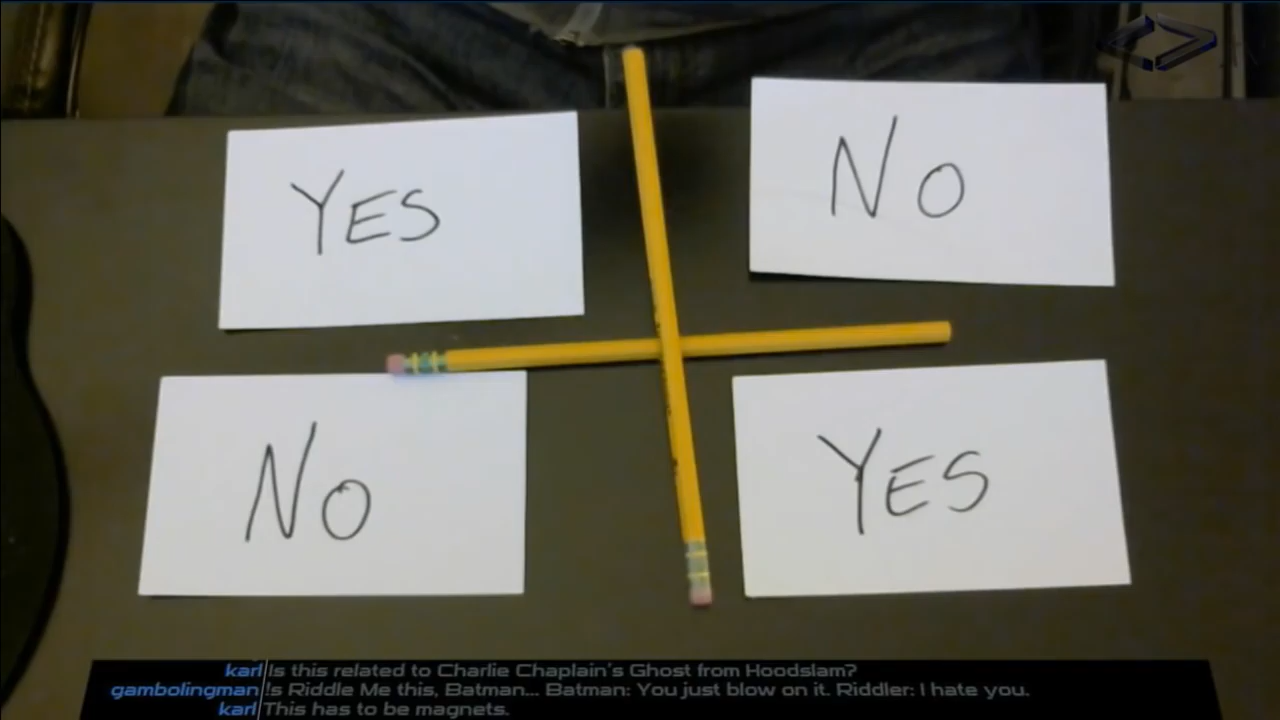 YES
NO
NO
YES
karl Is this related to Charlie Chaplain's Ghost from Hoodslam?
gambolingman !s Riddle Me this, Batman... Batman: You just blow on it. Riddler: I hate you.
karl This has to be magnets.